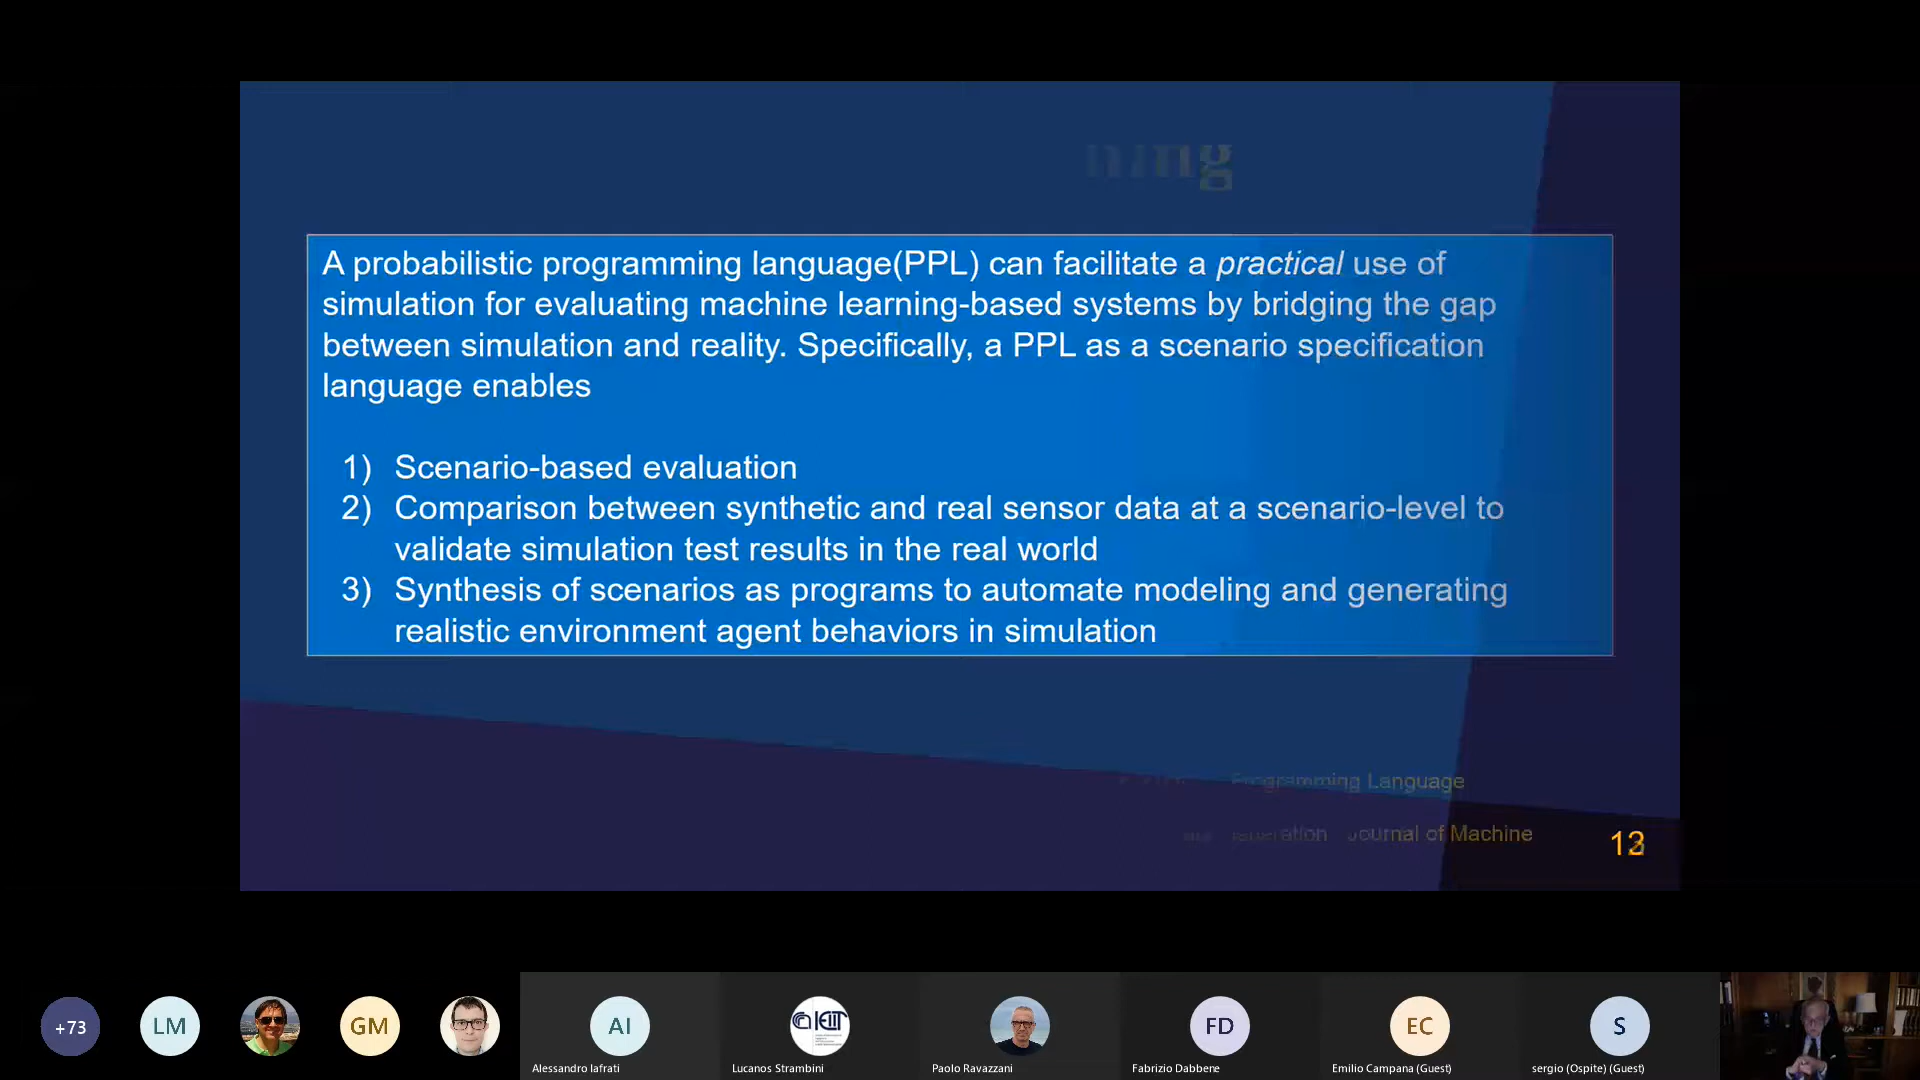 ning
A probabilistic programming language(PPL) can facilitate a practical use of
simulation for evaluating machine learning-based systems by bridging the gap
between simulation and reality. Specifically, a PPL as a scenario specification
language enables
1) Scenario-based evaluation
2) Comparison between synthetic and real sensor data at a scenario-level to
validate simulation test results in the real world
3) Synthesis of scenarios as programs to automate modeling and generating
realistic environment agent behaviors in simulation
Programming Language
Journal of Machine
+73
LM
GM
AI
Alessandro Iafrati
IEIIT
Lucanos Strambini
Paolo Ravazzani
FD
Fabrizio Dabbene
EC
Emilio Campana (Guest)
S
sergio (Ospite) (Guest)